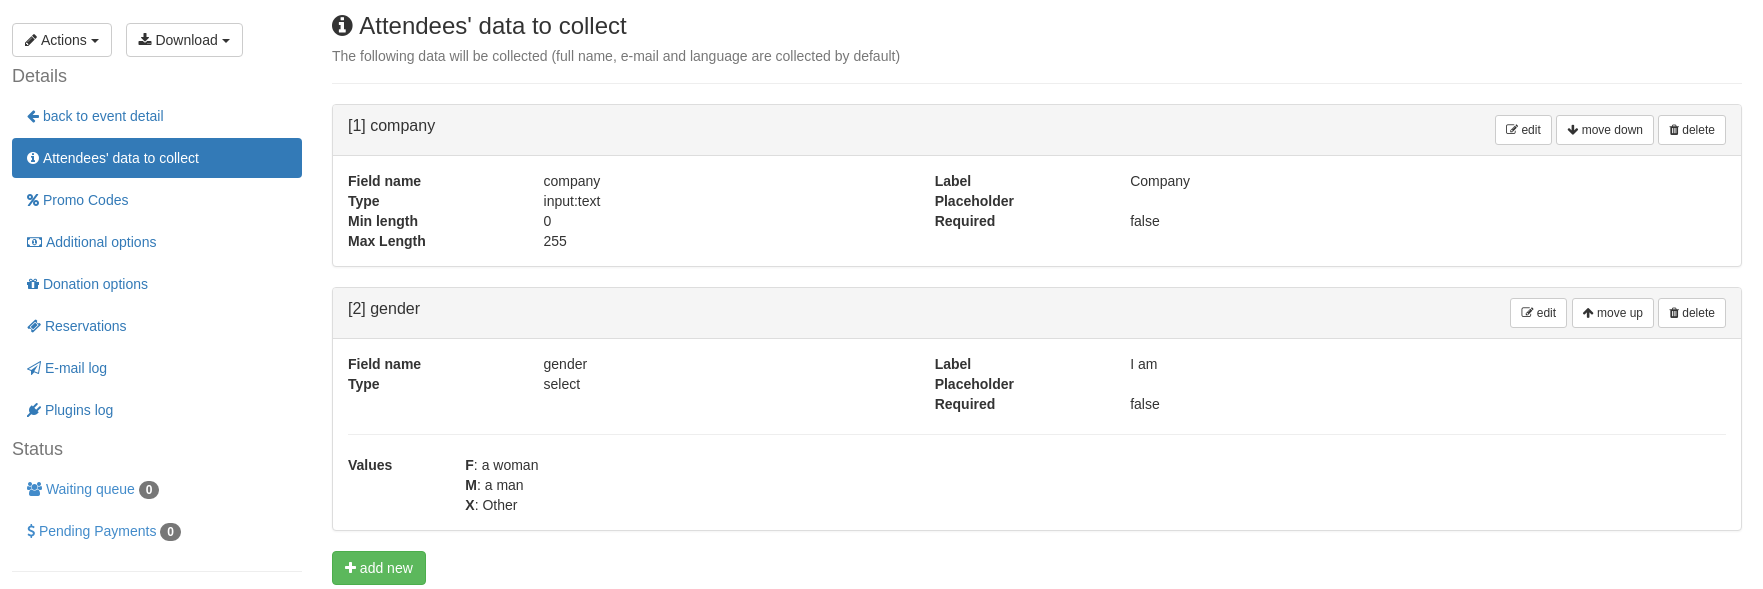 Actions
Download
Details
back to event detail
Attendees' data to collect
Promo Codes
Additional options
Donation options
Reservations
E-mail log
Plugins log
Status
Waiting queue 0
Pending Payments 0
Attendees' data to collect
The following data will be collected (full name, e-mail and language are collected by default)
[1] company
edit
move down
delete
Field name company
Type input:text
Min length 0
Max Length 255
Label Company
Placeholder
Required false
[2] gender
edit
move up
delete
Field name gender
Type select
Label I am
Placeholder
Required false
Values
F: a woman
M: a man
X: Other
add new